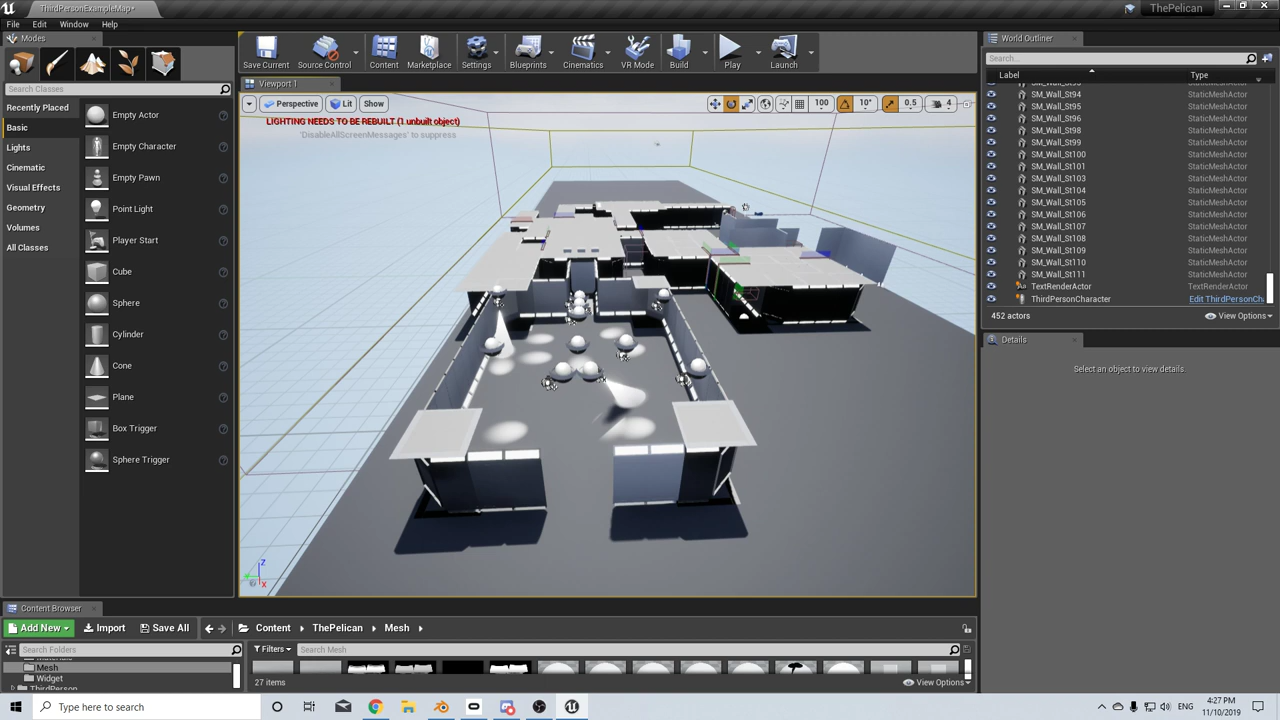 ThirdPersonExampleMap*
ThePelican
File Edit Window Help
Modes
Search Classes
Recently Placed
Basic
Lights
Cinematic
Visual Effects
Geometry
Volumes
All Classes
Empty Actor
Empty Character
Empty Pawn
Point Light
Player Start
Cube
Sphere
Cylinder
Cone
Plane
Box Trigger
Sphere Trigger
Save Current Source Control Content Marketplace Settings Blueprints Cinematics VR Mode Build Play Launch
Viewport 1
Perspective Lit Show
100 10° 0,5 4
LIGHTING NEEDS TO BE REBUILT (1 unbuilt object)
'DisableAllScreenMessages' to suppress
Z
X
World Outliner
Search...
Label Type
SM_Wall_St94 StaticMeshActor
SM_Wall_St95 StaticMeshActor
SM_Wall_St96 StaticMeshActor
SM_Wall_St98 StaticMeshActor
SM_Wall_St99 StaticMeshActor
SM_Wall_St100 StaticMeshActor
SM_Wall_St101 StaticMeshActor
SM_Wall_St103 StaticMeshActor
SM_Wall_St104 StaticMeshActor
SM_Wall_St105 StaticMeshActor
SM_Wall_St106 StaticMeshActor
SM_Wall_St107 StaticMeshActor
SM_Wall_St108 StaticMeshActor
SM_Wall_St109 StaticMeshActor
SM_Wall_St110 StaticMeshActor
SM_Wall_St111 StaticMeshActor
TextRenderActor TextRenderActor
ThirdPersonCharacter Edit ThirdPersonCh
452 actors View Options
Details
Select an object to view details.
Content Browser
Add New Import Save All Content ThePelican Mesh
Search Folders
Mesh
Widget
Filters Search Mesh
27 items View Options
Type here to search
ENG
4:27 PM
11/10/2019